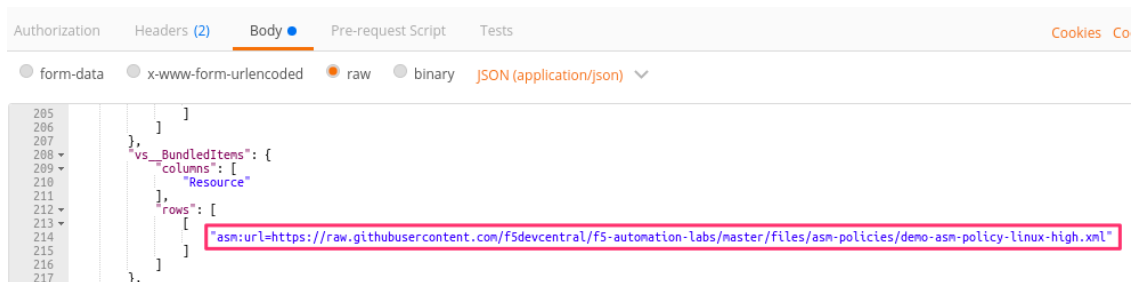 Authorization Headers (2) Body Pre-request Script Tests Cookies Co
form-data x-www-form-urlencoded raw binary JSON (application/json)
205 ]
206 ]
207 },
208 "vs__BundledItems": {
209 "columns": [
210 "Resource"
211 ],
212 "rows": [
213 [
214 "asm:url=https://raw.githubusercontent.com/f5devcentral/f5-automation-labs/master/files/asm-policies/demo-asm-policy-linux-high.xml"
215 ]
216 ]
217 },